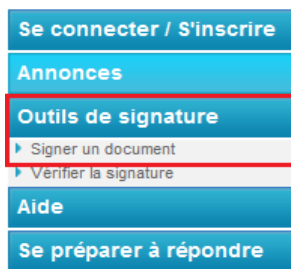 Se connecter / S'inscrire
Annonces
Outils de signature
Signer un document
Vérifier la signature
Aide
Se préparer à répondre